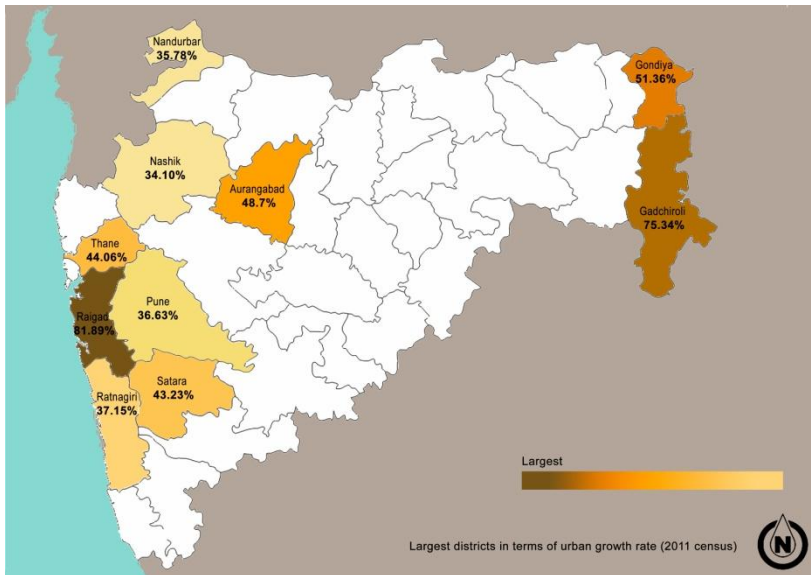 Nandurbar
35.78%
Gondiya
51.36%
Nashik
34.10%
Aurangabad
48.7%
Gadchiroli
75.34%
Thane
44.06%
Pune
36.63%
Raigad
81.89%
Satara
43.23%
Ratnagiri
37.15%
Largest
Largest districts in terms of urban growth rate (2011 census)
N